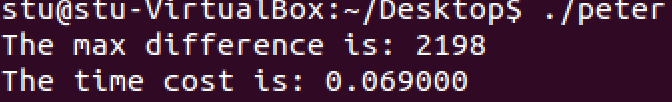 stu@stu-VirtualBox:~/Desktop$ ./peter
The max difference is: 2198
The time cost is: 0.069000